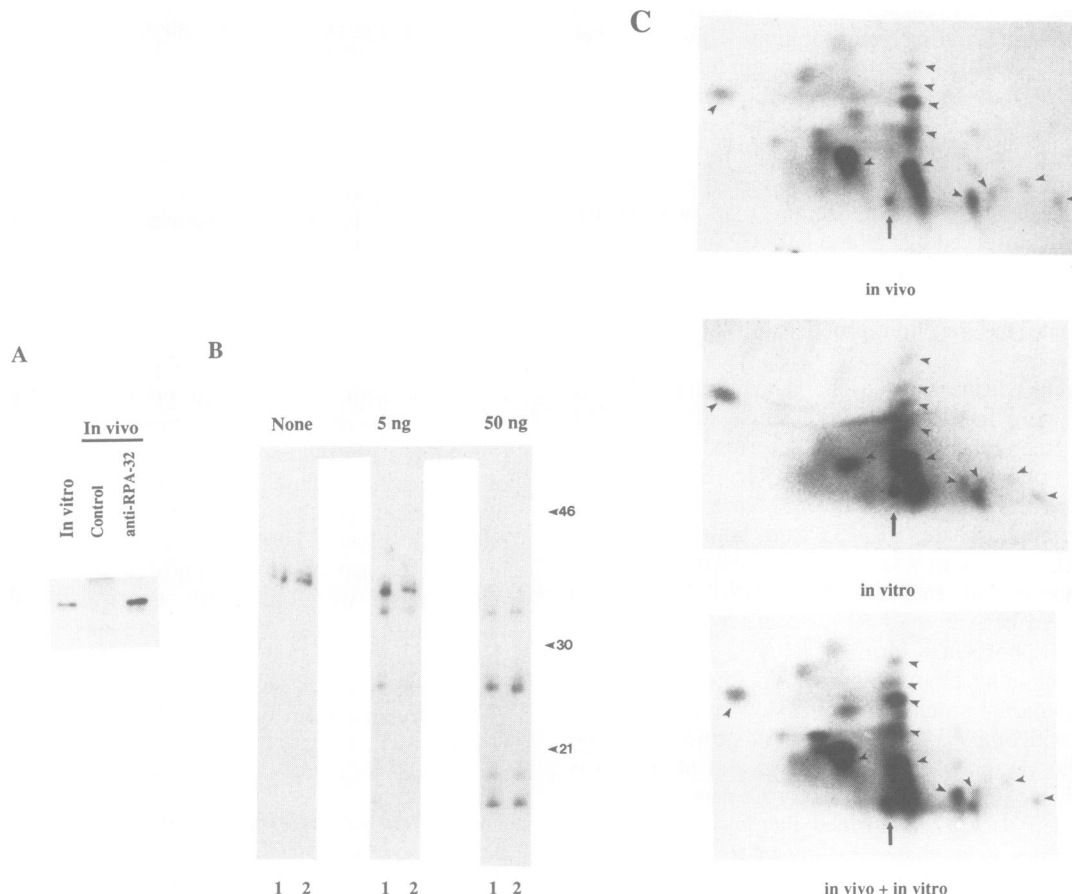 A
In vivo
In vitro
Control
anti-RPA-32
B
None
5 ng
50 ng
◄46
◄30
◄21
1 2
1 2
1 2
C
in vivo
in vitro
in vivo + in vitro